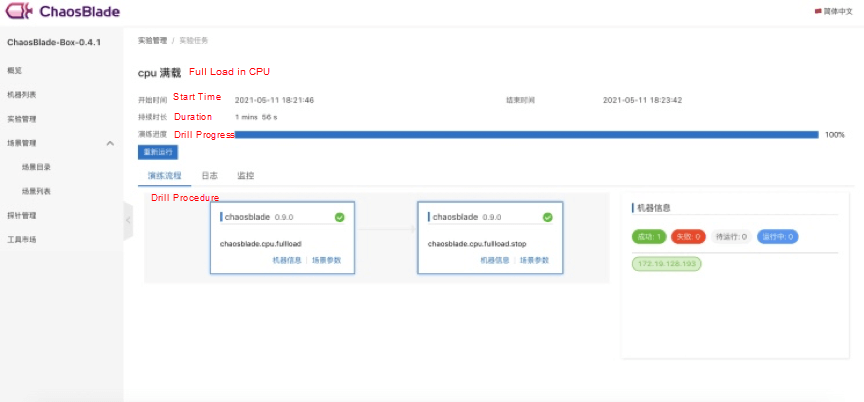 ChaosBlade
简体中文
ChaosBlade-Box-0.4.1
概览
机器列表
实验管理
场景管理
场景目录
场景列表
探针管理
工具市场
实验管理 / 实验任务
cpu 满载 Full Load in CPU
开始时间 Start Time 2021-05-11 18:21:46 结束时间 2021-05-11 18:23:42
持续时长 Duration 1 mins 56 s
演练进度 Drill Progress 100%
重新运行
演练流程 日志 监控
Drill Procedure
chaosblade 0.9.0
chaosblade.cpu.fullload
机器信息 场景参数
chaosblade 0.9.0
chaosblade.cpu.fullload.stop
机器信息 场景参数
机器信息
成功: 1 失败: 0 待运行: 0 运行中: 0
172.19.128.193